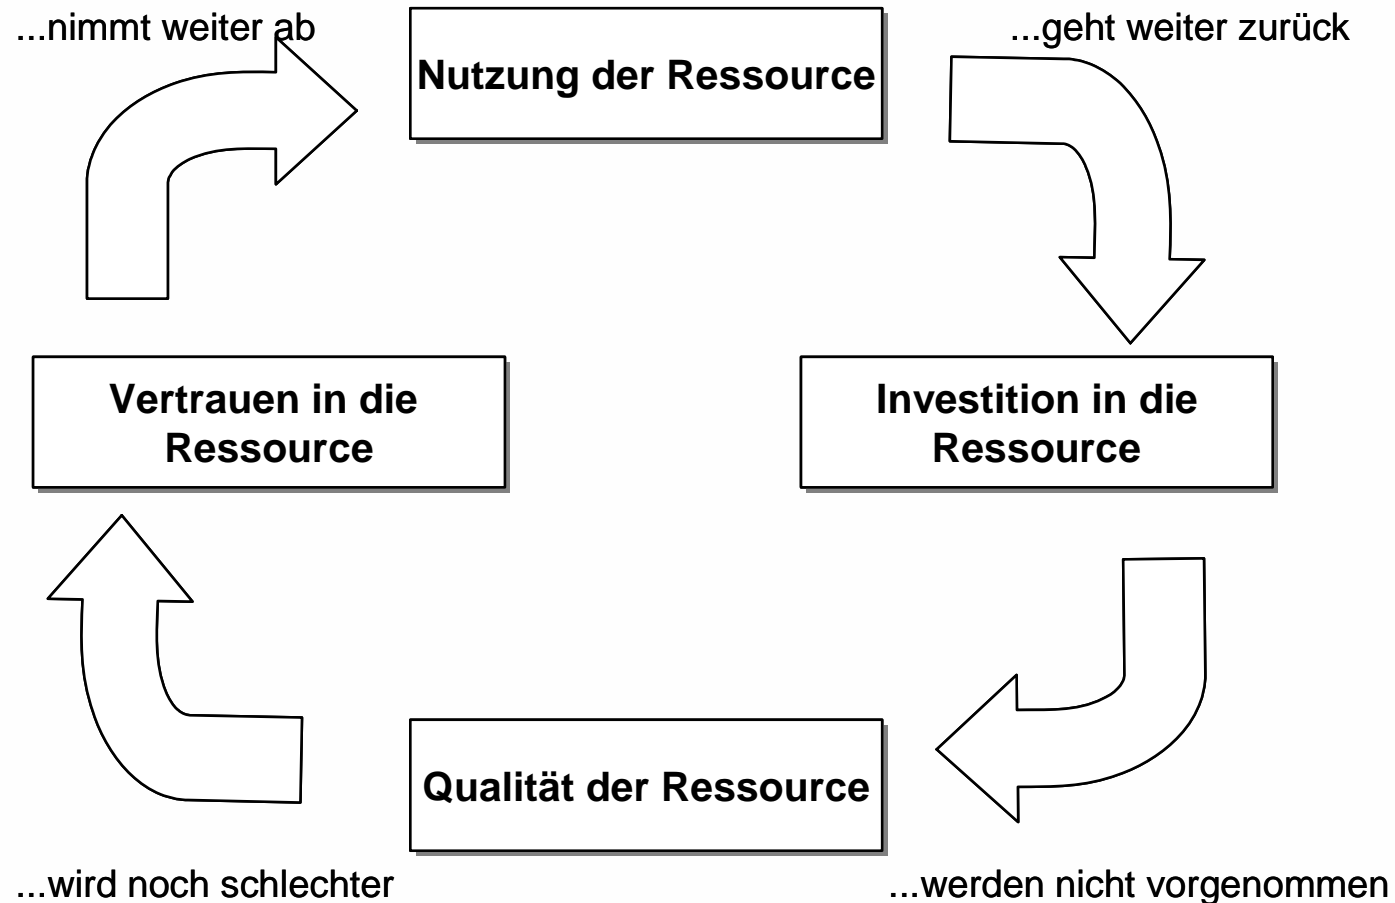 ...nimmt weiter ab
...geht weiter zurück
Nutzung der Ressource
Vertrauen in die
Ressource
Investition in die
Ressource
Qualität der Ressource
...wird noch schlechter
...werden nicht vorgenommen